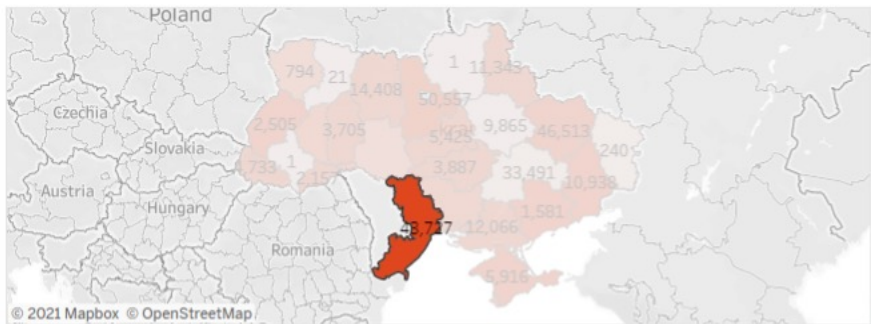 Poland
794
21
1
11,343
14,408
50,557
Czechia
2,505
3,705
5,425
9,865
46,513
Slovakia
240
1
3,887
33,491
10,938
Austria
Hungary
1,581
12,066
Romania
5,916
© 2021 Mapbox © OpenStreetMap